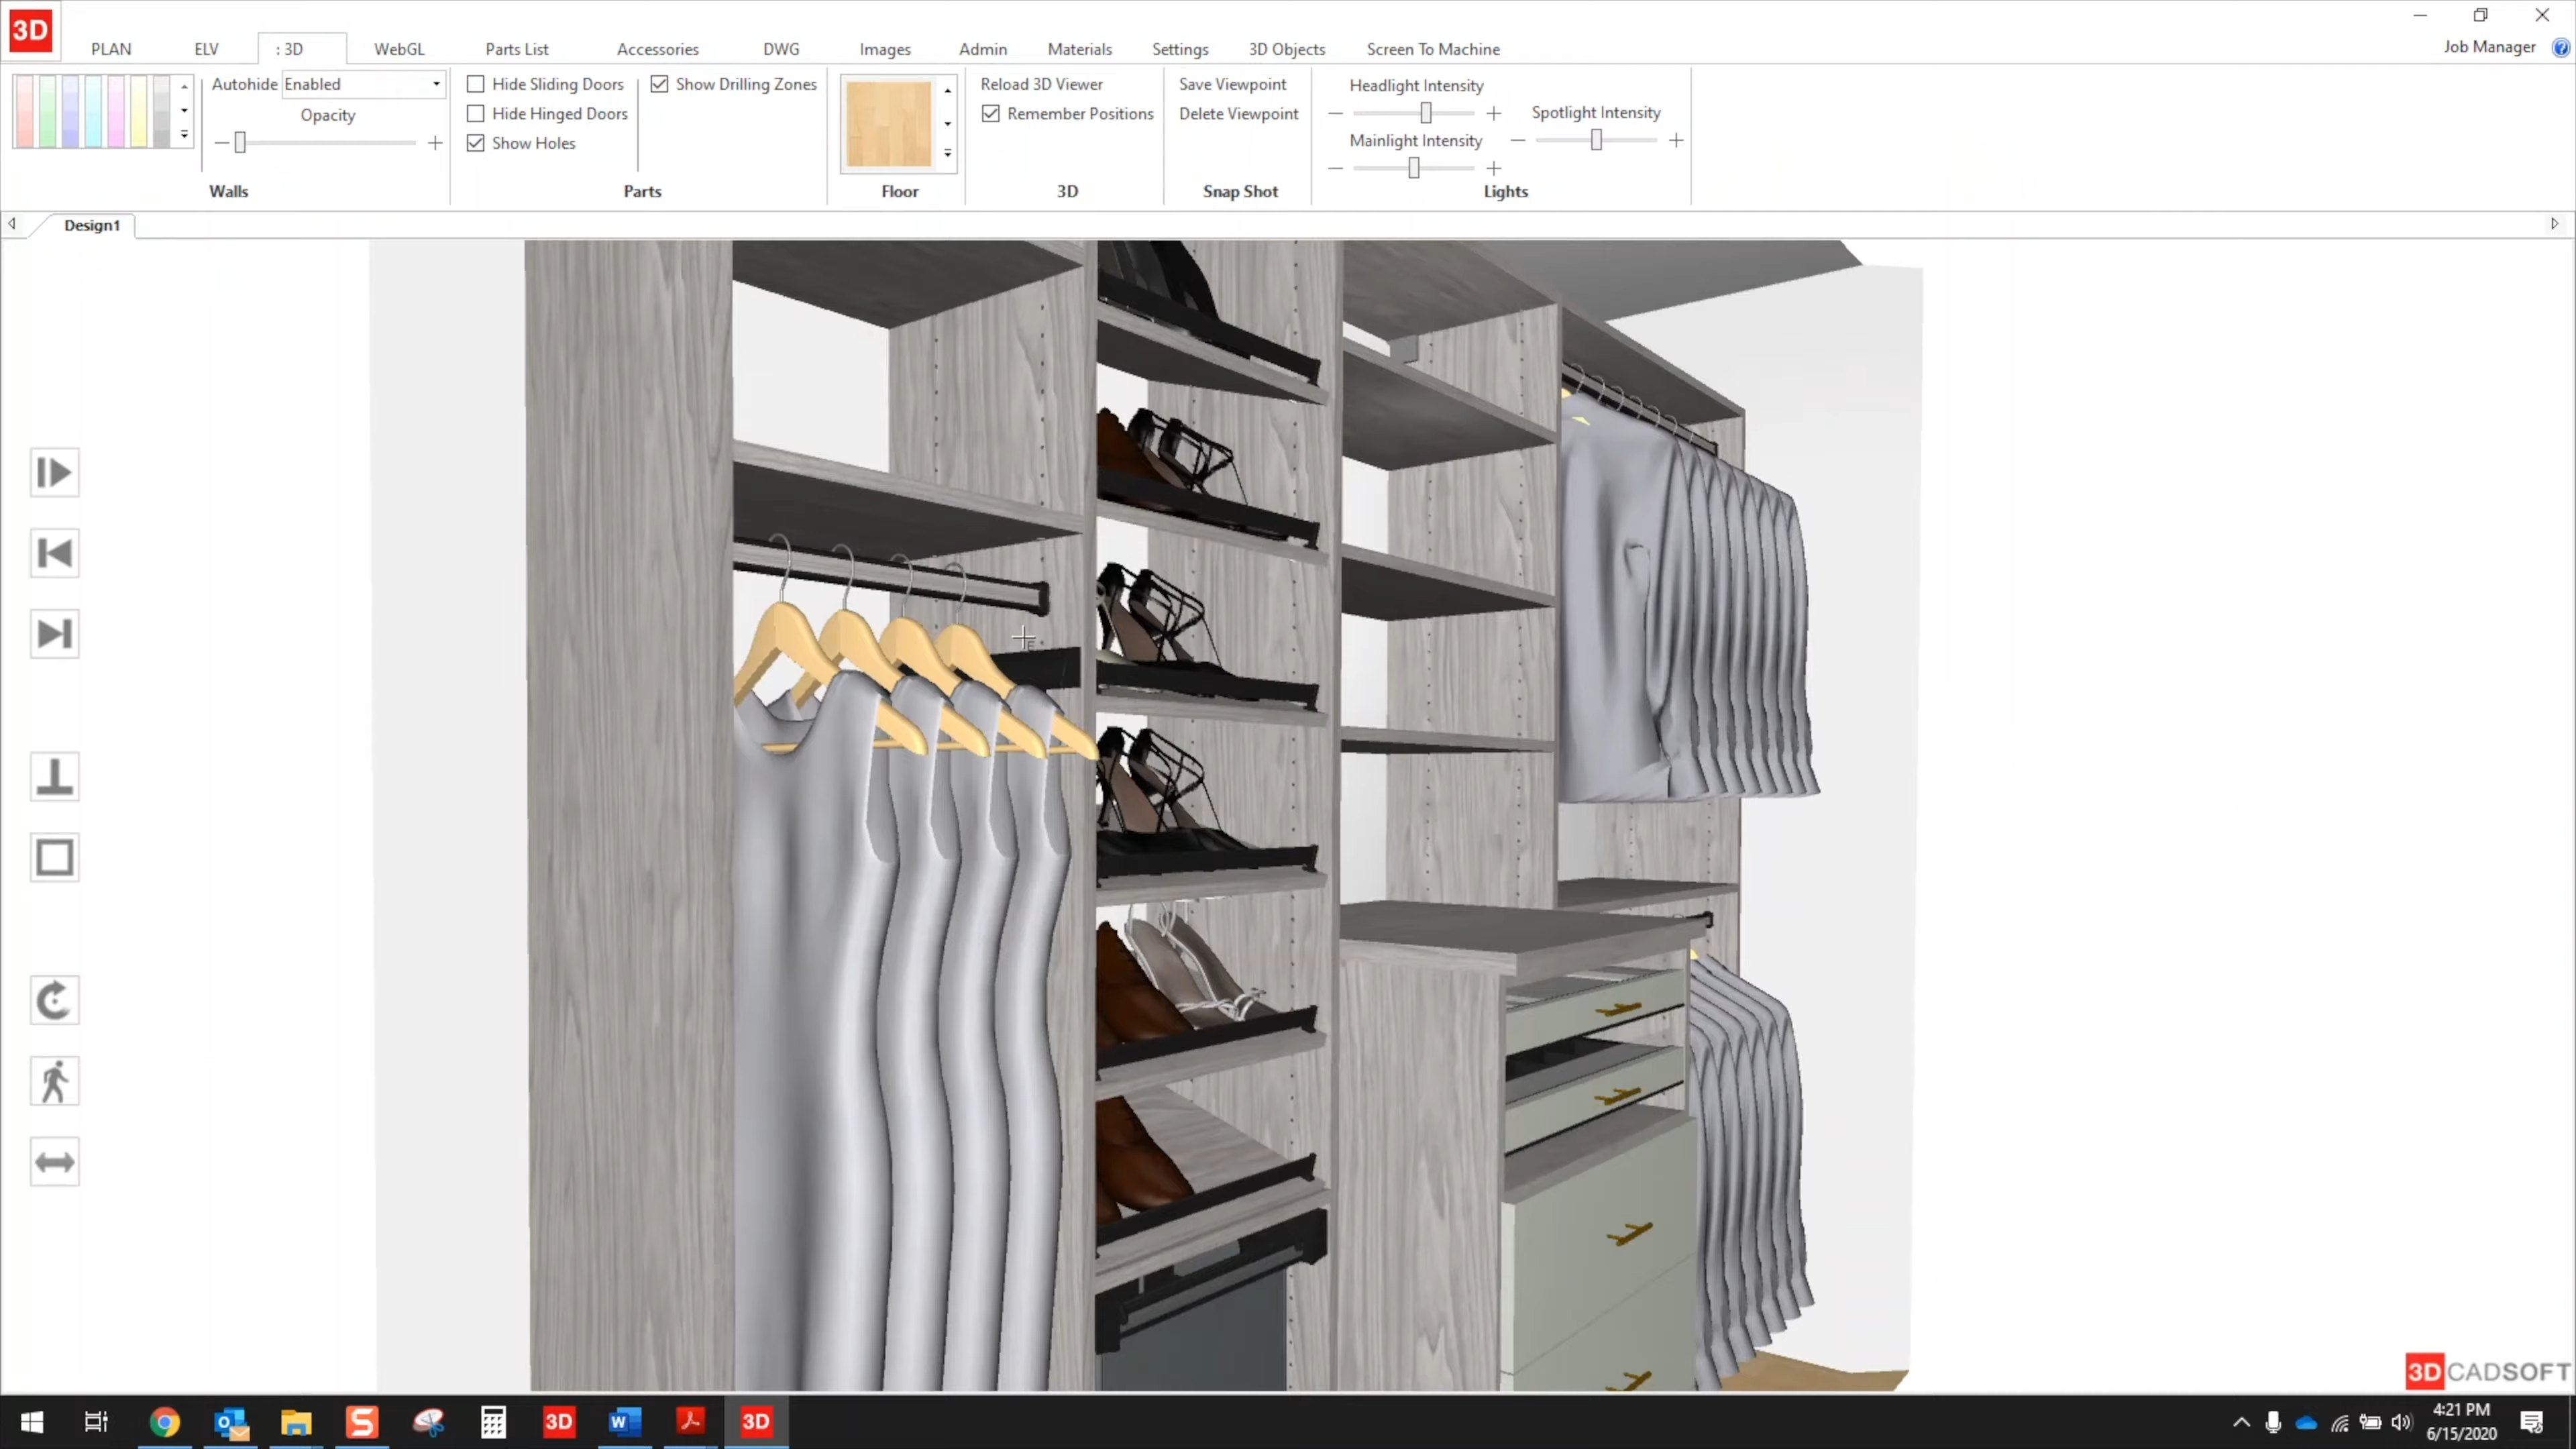 3D
PLAN ELV : 3D WebGL Parts List Accessories DWG Images Admin Materials Settings 3D Objects Screen To Machine Job Manager ?
Autohide Enabled
Opacity
Walls
Hide Sliding Doors
Hide Hinged Doors
Show Holes
Show Drilling Zones
Parts
Floor
Reload 3D Viewer
Remember Positions
3D
Save Viewpoint
Delete Viewpoint
Snap Shot
Headlight Intensity
Mainlight Intensity
Spotlight Intensity
Lights
Design1
3DCADSOFT
3D
3D
4:21 PM
6/15/2020